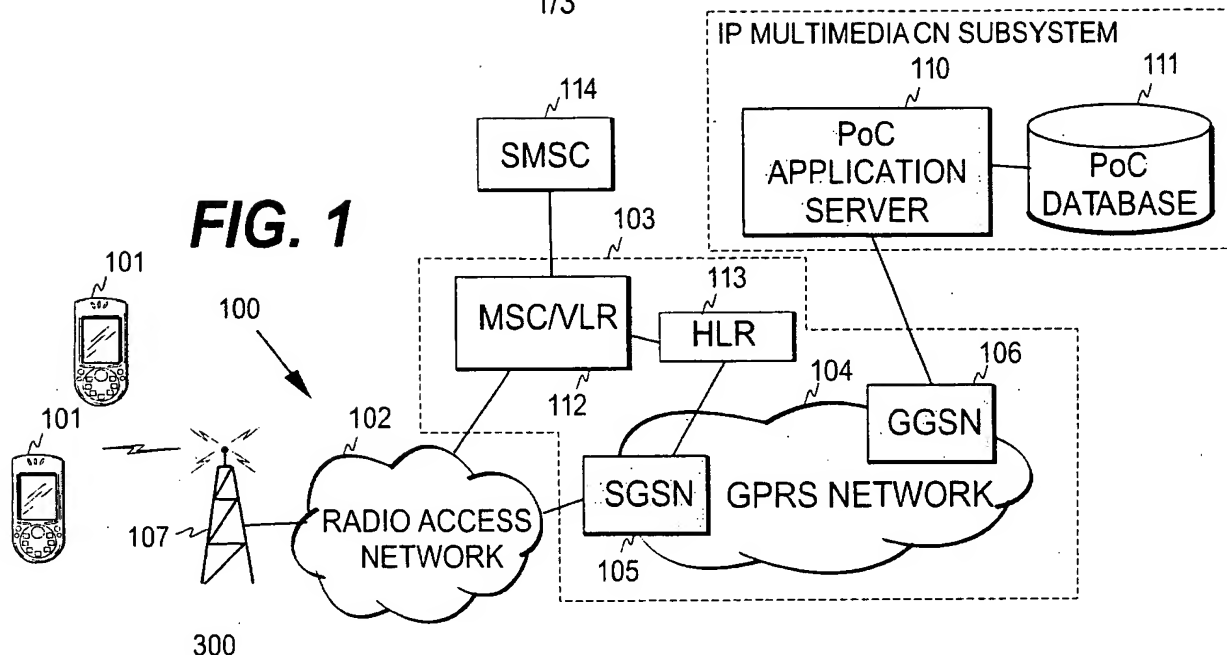 1/3
IP MULTIMEDIA CN SUBSYSTEM
110
111
114
SMSC
PoC
APPLICATION
SERVER
PoC
DATABASE
FIG. 1
103
101
100
MSC/VLR
113
HLR
106
104
112
101
102
GGSN
SGSN
GPRS NETWORK
RADIO ACCESS
NETWORK
107
105
300